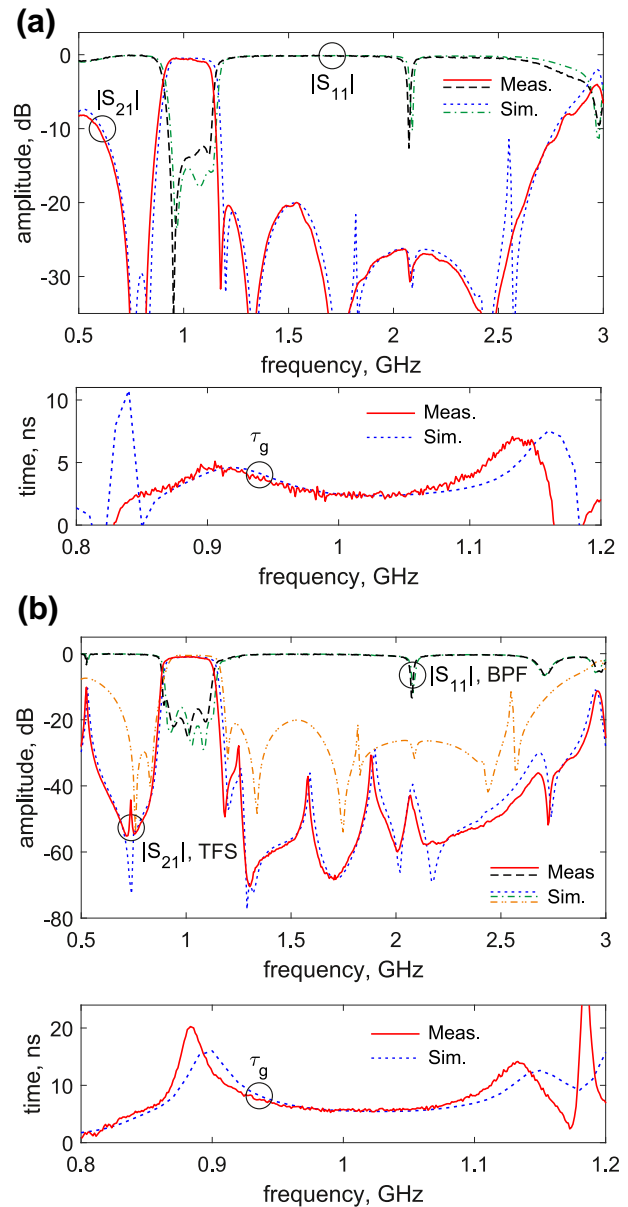 (a)
0
-10
-20
-30
amplitude, dB
|S21|
|S11|
Meas.
Sim.
0.5 1 1.5 2 2.5 3
frequency, GHz
10
5
0
time, ns
τg
Meas.
Sim.
0.8 0.9 1 1.1 1.2
frequency, GHz
(b)
0
-20
-40
-60
-80
amplitude, dB
|S11|, BPF
|S21|, TFS
Meas
Sim.
0.5 1 1.5 2 2.5 3
frequency, GHz
20
10
0
time, ns
τg
Meas.
Sim.
0.8 0.9 1 1.1 1.2
frequency, GHz